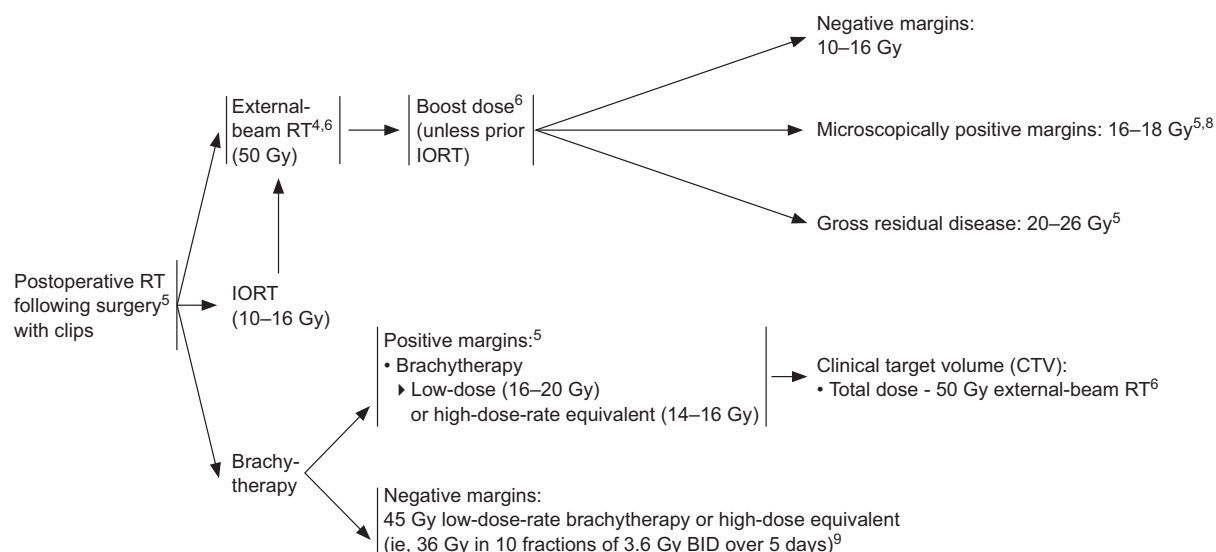 Negative margins:
10–16 Gy
External-
beam RT4,6
(50 Gy)
Boost dose6
(unless prior
IORT)
Microscopically positive margins: 16–18 Gy5,8
Gross residual disease: 20–26 Gy5
Postoperative RT
following surgery5
with clips
IORT
(10–16 Gy)
Positive margins:5
• Brachytherapy
Low-dose (16–20 Gy)
or high-dose-rate equivalent (14–16 Gy)
Clinical target volume (CTV):
• Total dose - 50 Gy external-beam RT6
Brachy-
therapy
Negative margins:
45 Gy low-dose-rate brachytherapy or high-dose equivalent
(ie, 36 Gy in 10 fractions of 3.6 Gy BID over 5 days)9